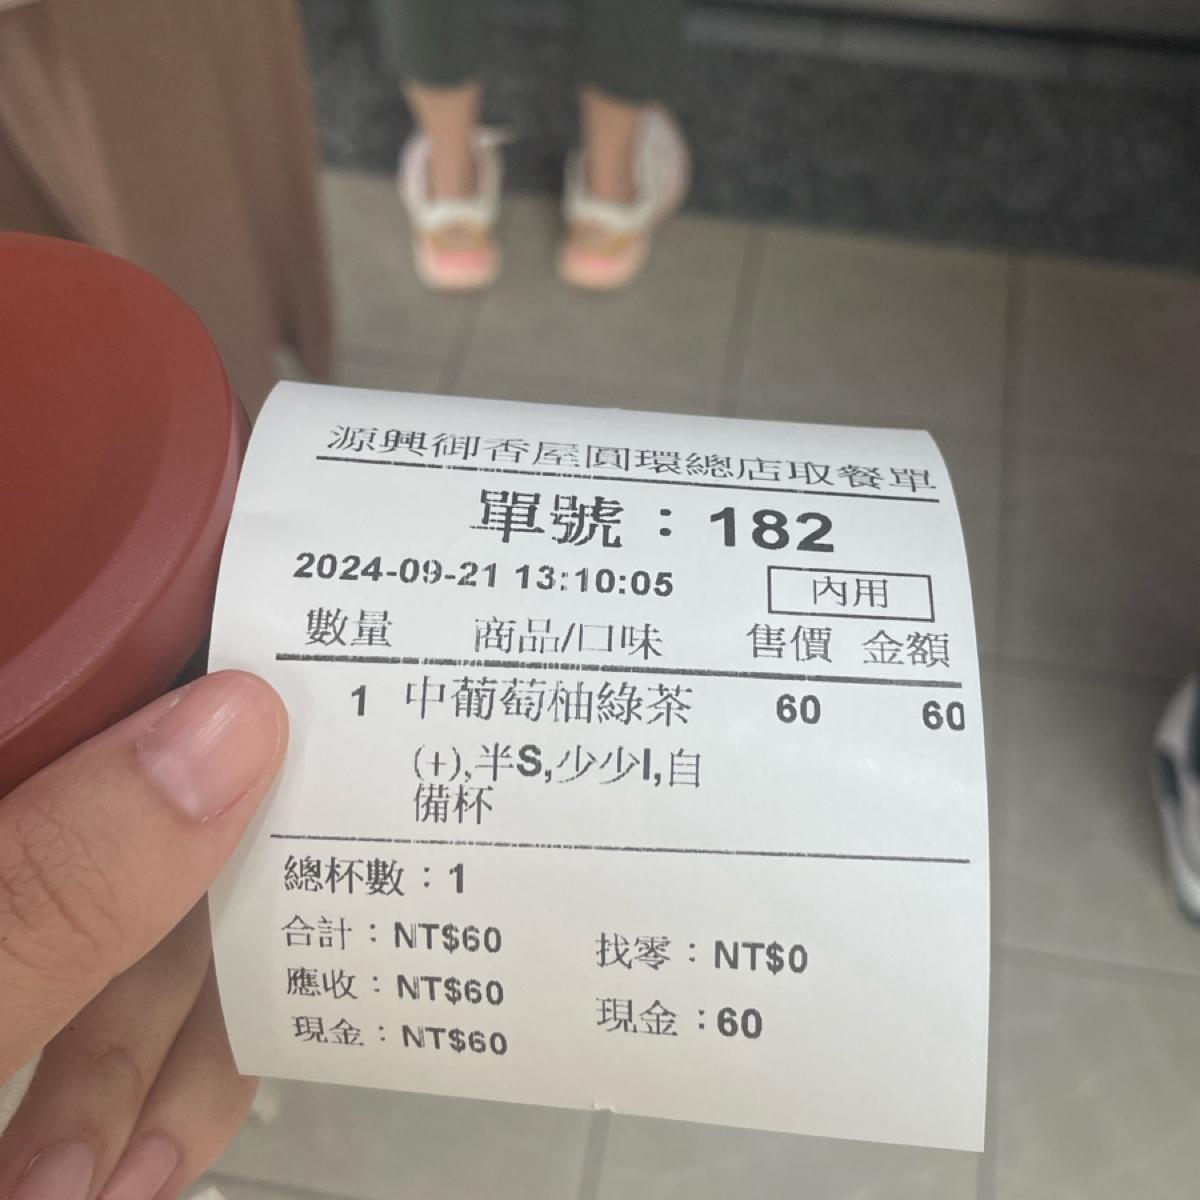 源興御香屋圓環總店取餐單
單號：182
2024-09-21 13:10:05 內用
數量 商品/口味 售價 金額
1 中葡萄柚綠茶 60 60
(+),半S,少少I,自
備杯
總杯數：1
合計：NT$60 找零：NT$0
應收：NT$60 現金：60
現金：NT$60